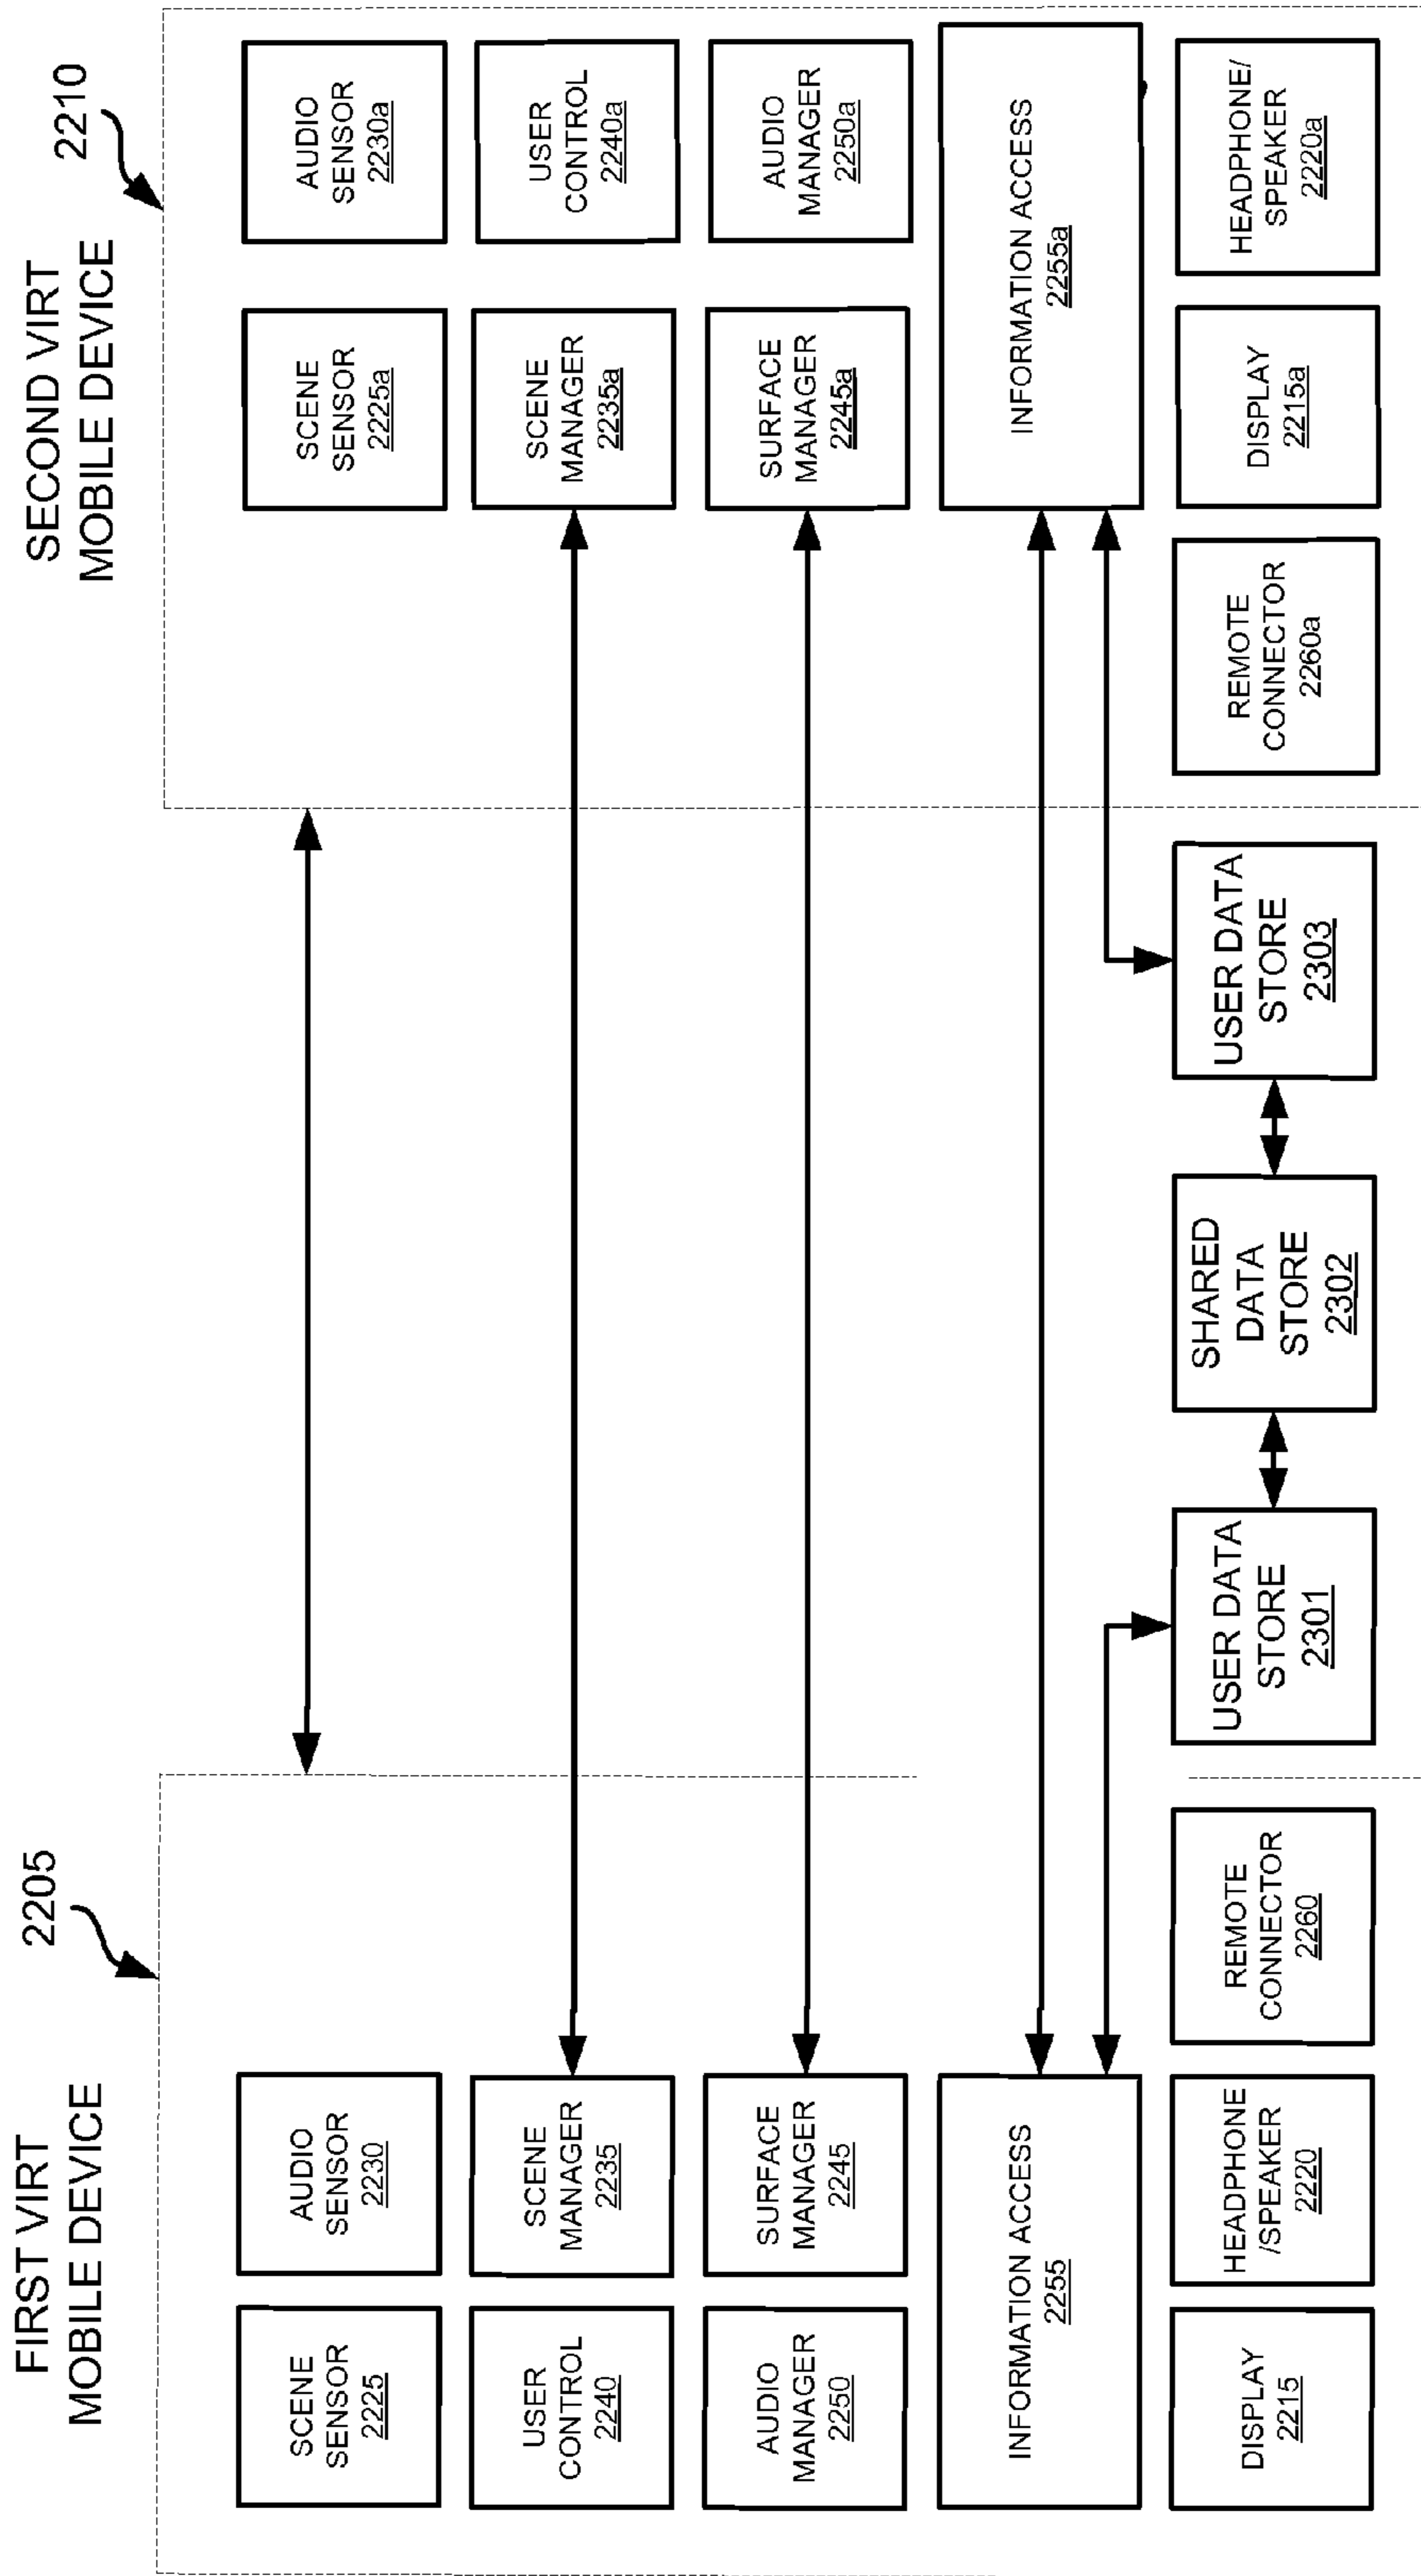 FIRST VIRT
MOBILE DEVICE
2205
SECOND VIRT
MOBILE DEVICE
2210
SCENE
SENSOR
2225
AUDIO
SENSOR
2230
USER
CONTROL
2240
SCENE
MANAGER
2235
AUDIO
MANAGER
2250
SURFACE
MANAGER
2245
INFORMATION ACCESS
2255
DISPLAY
2215
HEADPHONE
/SPEAKER
2220
REMOTE
CONNECTOR
2260
USER DATA
STORE
2301
SHARED
DATA
STORE
2302
USER DATA
STORE
2303
SCENE
SENSOR
2225a
AUDIO
SENSOR
2230a
SCENE
MANAGER
2235a
USER
CONTROL
2240a
SURFACE
MANAGER
2245a
AUDIO
MANAGER
2250a
INFORMATION ACCESS
2255a
REMOTE
CONNECTOR
2260a
DISPLAY
2215a
HEADPHONE/
SPEAKER
2220a